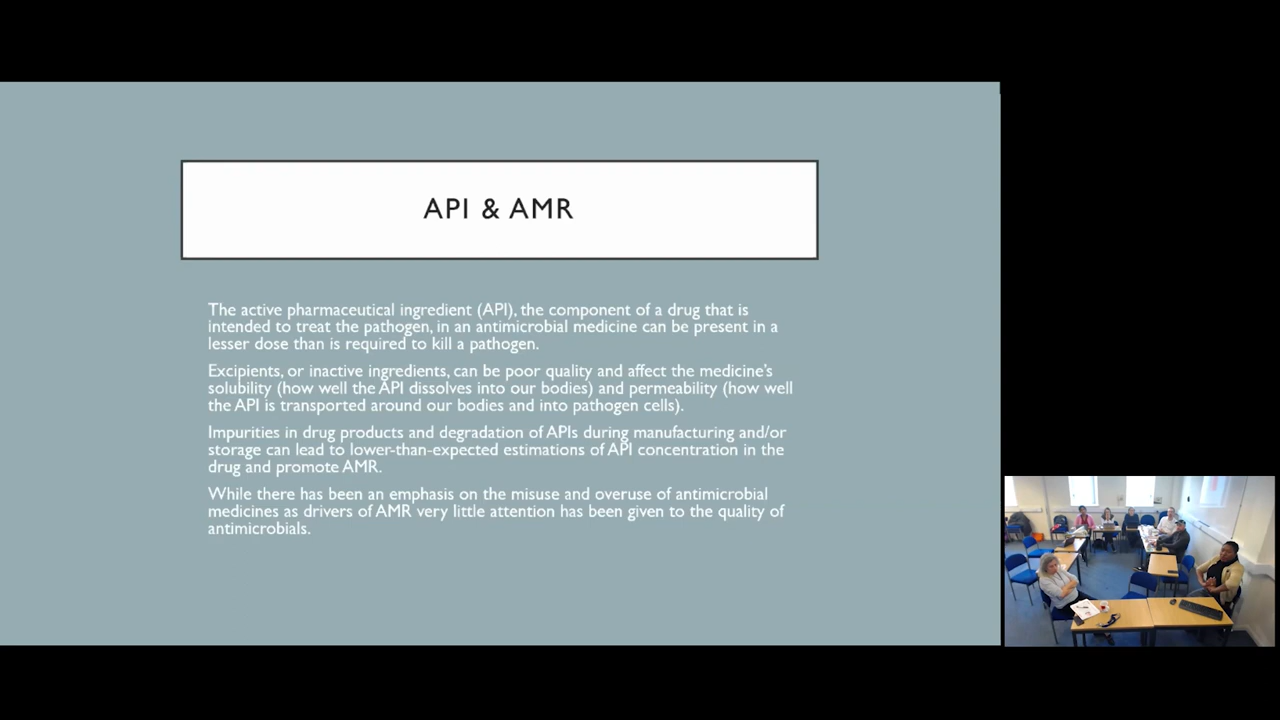 API & AMR
The active pharmaceutical ingredient (API), the component of a drug that is
intended to treat the pathogen, in an antimicrobial medicine can be present in a
lesser dose than is required to kill a pathogen.
Excipients, or inactive ingredients, can be poor quality and affect the medicine's
solubility (how well the API dissolves into our bodies) and permeability (how well
the API is transported around our bodies and into pathogen cells).
Impurities in drug products and degradation of APIs during manufacturing and/or
storage can lead to lower-than-expected estimations of API concentration in the
drug and promote AMR.
While there has been an emphasis on the misuse and overuse of antimicrobial
medicines as drivers of AMR very little attention has been given to the quality of
antimicrobials.